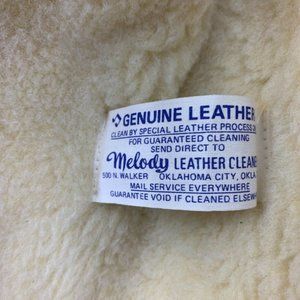 GENUINE LEATHER
CLEAN BY SPECIAL LEATHER PROCESS
FOR GUARANTEED CLEANING
SEND DIRECT TO
Melody LEATHER CLEANE
500 N. WALKER OKLAHOMA CITY, OKLA
MAIL SERVICE EVERYWHERE
GUARANTEE VOID IF CLEANED ELSEW